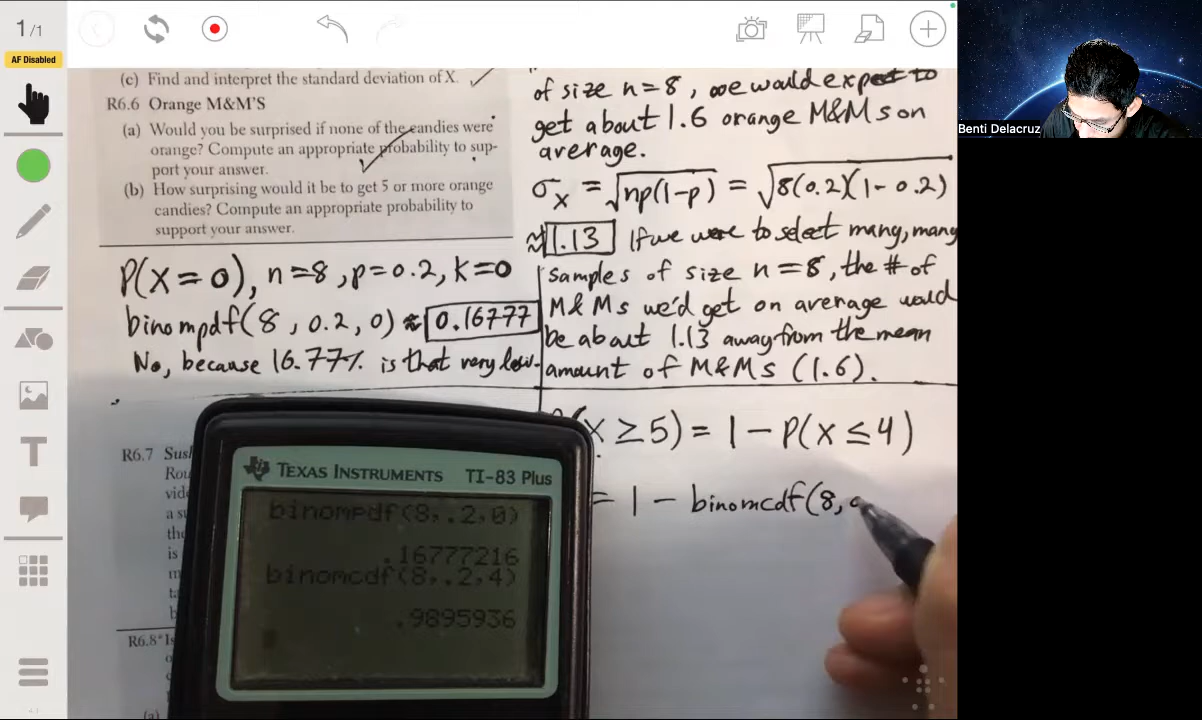 1/1
AF Disabled
T
Benti Delacruz
(c) Find and interpret the standard deviation of X.
R6.6 Orange M&M'S
(a) Would you be surprised if none of the candies were
orange? Compute an appropriate probability to sup-
port your answer.
(b) How surprising would it be to get 5 or more orange
candies? Compute an appropriate probability to
support your answer.
P(X=0), n=8, p=0.2, k=0
binompdf(8, 0.2, 0) ≈ 0.16777
No, because 16.77% is that very low.
of size n=8, we would expect to
get about 1.6 orange M&Ms on
average.
σx = √np(1-p) = √8(0.2)(1-0.2)
≈ 1.13 If we were to select many, many
samples of size n=8, the # of
M&Ms we'd get on average would
be about 1.13 away from the mean
amount of M&Ms (1.6).
(X ≥ 5) = 1 - P(X ≤ 4)
= 1 - binomcdf(8,
R6.7 Sus
Rou
vide
a su
the
is
R6.8* Is
(a)
TEXAS INSTRUMENTS TI-83 Plus
binompdf(8,.2,0)
.16777216
binomcdf(8,.2,4)
.9895936